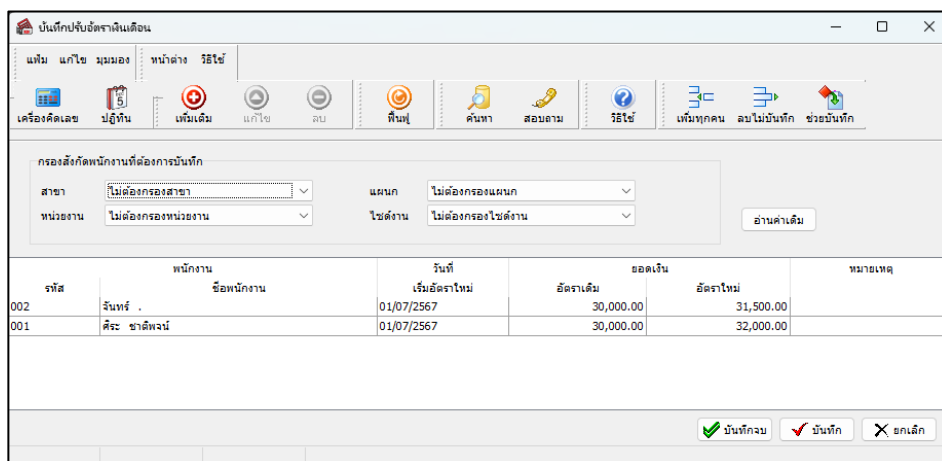 บันทึกปรับอัตราเงินเดือน
แฟ้ม แก้ไข มุมมอง หน้าต่าง วิธีใช้
5
เครื่องคิดเลข ปฏิทิน เพิ่มเติม แก้ไข ลบ ฟื้นฟู ค้นหา สอบถาม วิธีใช้ เพิ่มทุกคน ลบไม่บันทึก ช่วยบันทึก
กรองสังกัดพนักงานที่ต้องการบันทึก
สาขา ไม่ต้องกรองสาขา แผนก ไม่ต้องกรองแผนก
หน่วยงาน ไม่ต้องกรองหน่วยงาน ไซด์งาน ไม่ต้องกรองไซด์งาน
อ่านค่าเดิม
พนักงาน วันที่ ยอดเงิน หมายเหตุ
รหัส ชื่อพนักงาน เริ่มอัตราใหม่ อัตราเดิม อัตราใหม่
002 จันทร์ . 01/07/2567 30,000.00 31,500.00
001 ศิระ ชาติพจน์ 01/07/2567 30,000.00 32,000.00
บันทึกจบ บันทึก ยกเลิก